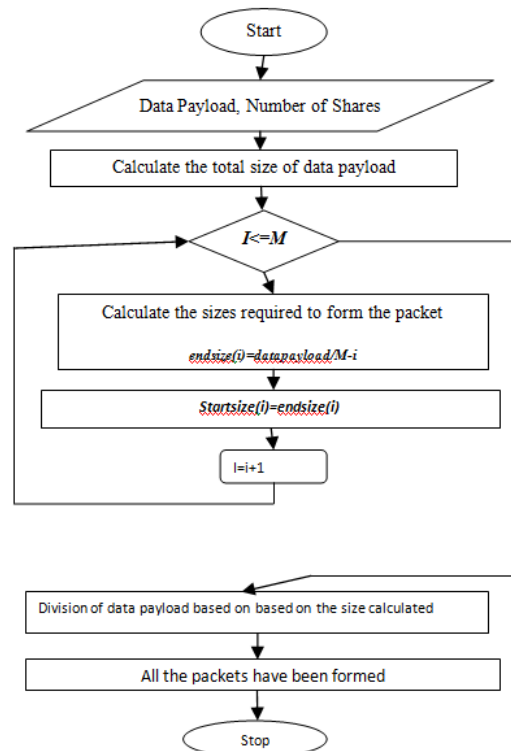 Start
Data Payload, Number of Shares
Calculate the total size of data payload
I<=M
Calculate the sizes required to form the packet
endsize(i)=datapayload/M-i
Startsize(i)=endsize(i)
I=i+1
Division of data payload based on based on the size calculated
All the packets have been formed
Stop